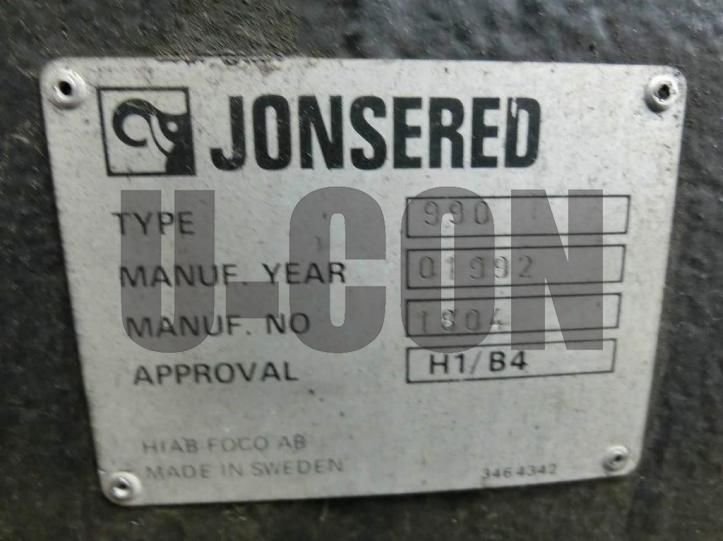 JONSERED
TYPE 990
MANUF. YEAR 01992
MANUF. NO 1904
APPROVAL H1/B4
HIAB-FOCO AB
MADE IN SWEDEN 3464342
U-CON